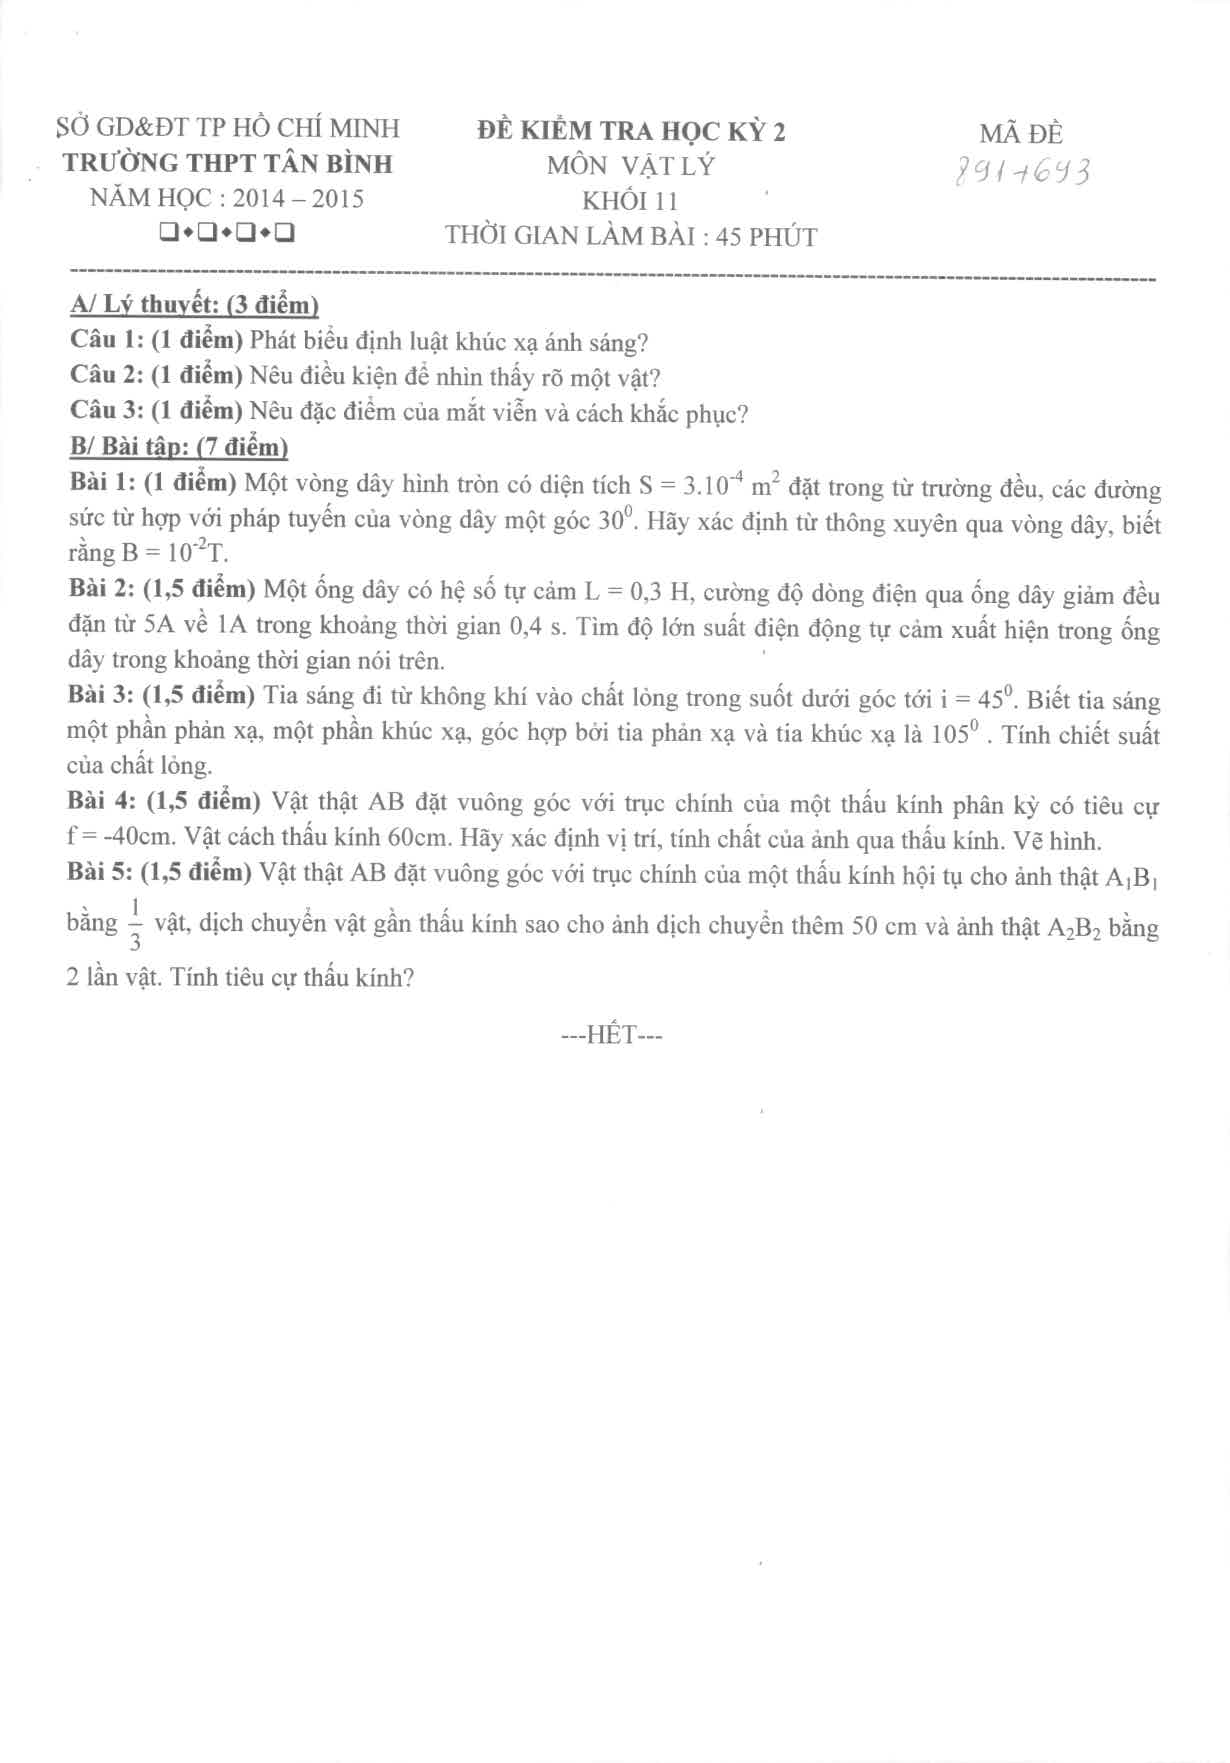 SỞ GD&ĐT TP HỒ CHÍ MINH
TRƯỜNG THPT TÂN BÌNH
NĂM HỌC : 2014 – 2015
ĐỀ KIỂM TRA HỌC KỲ 2
MÔN VẬT LÝ
KHỐI 11
THỜI GIAN LÀM BÀI : 45 PHÚT
MÃ ĐỀ
891+693
A/ Lý thuyết: (3 điểm)
Câu 1: (1 điểm) Phát biểu định luật khúc xạ ánh sáng?
Câu 2: (1 điểm) Nêu điều kiện để nhìn thấy rõ một vật?
Câu 3: (1 điểm) Nêu đặc điểm của mắt viễn và cách khắc phục?
B/ Bài tập: (7 điểm)
Bài 1: (1 điểm) Một vòng dây hình tròn có diện tích S = 3.10⁻⁴ m² đặt trong từ trường đều, các đường
sức từ hợp với pháp tuyến của vòng dây một góc 30⁰. Hãy xác định từ thông xuyên qua vòng dây, biết
rằng B = 10⁻²T.
Bài 2: (1,5 điểm) Một ống dây có hệ số tự cảm L = 0,3 H, cường độ dòng điện qua ống dây giảm đều
đặn từ 5A về 1A trong khoảng thời gian 0,4 s. Tìm độ lớn suất điện động tự cảm xuất hiện trong ống
dây trong khoảng thời gian nói trên.
Bài 3: (1,5 điểm) Tia sáng đi từ không khí vào chất lỏng trong suốt dưới góc tới i = 45⁰. Biết tia sáng
một phần phản xạ, một phần khúc xạ, góc hợp bởi tia phản xạ và tia khúc xạ là 105⁰ . Tính chiết suất
của chất lỏng.
Bài 4: (1,5 điểm) Vật thật AB đặt vuông góc với trục chính của một thấu kính phân kỳ có tiêu cự
f = -40cm. Vật cách thấu kính 60cm. Hãy xác định vị trí, tính chất của ảnh qua thấu kính. Vẽ hình.
Bài 5: (1,5 điểm) Vật thật AB đặt vuông góc với trục chính của một thấu kính hội tụ cho ảnh thật A₁B₁
bằng 1/3 vật, dịch chuyển vật gần thấu kính sao cho ảnh dịch chuyển thêm 50 cm và ảnh thật A₂B₂ bằng
2 lần vật. Tính tiêu cự thấu kính?
---HẾT---